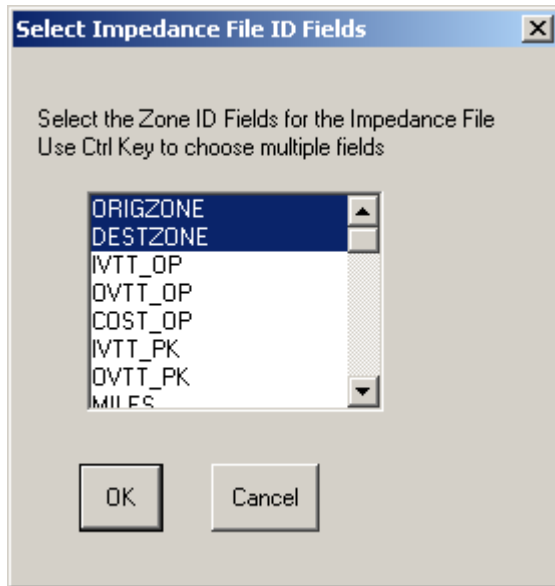 Select Impedance File ID Fields
Select the Zone ID Fields for the Impedance File
Use Ctrl Key to choose multiple fields
ORIGZONE
DESTZONE
IVTT_OP
OVTT_OP
COST_OP
IVTT_PK
OVTT_PK
MILES
OK
Cancel